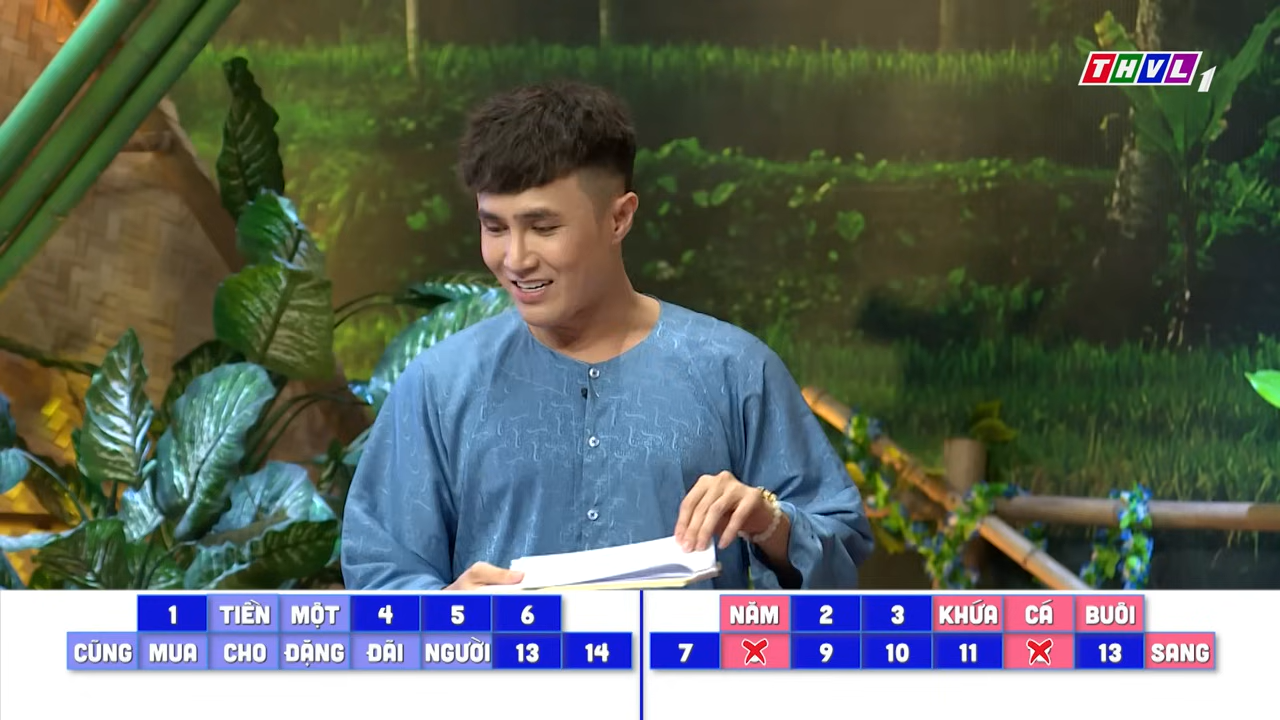 THVL1
1 TIỀN MỘT 4 5 6
CŨNG MUA CHO ĐẶNG ĐÃI NGƯỜI 13 14
NĂM 2 3 KHỨA CÁ BUÔI
7 9 10 11 13 SANG